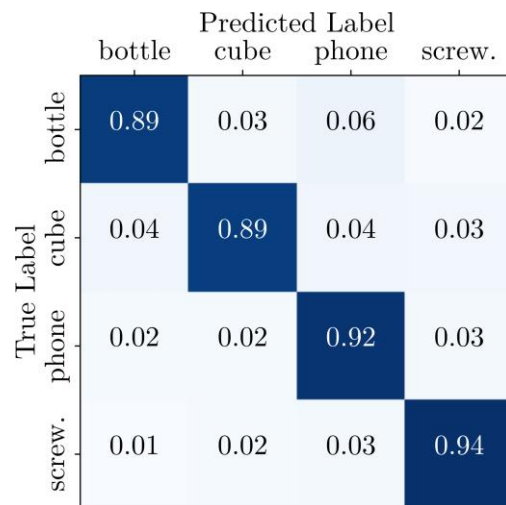 Predicted Label
bottle cube phone screw.
True Label
bottle 0.89 0.03 0.06 0.02
cube 0.04 0.89 0.04 0.03
phone 0.02 0.02 0.92 0.03
screw. 0.01 0.02 0.03 0.94